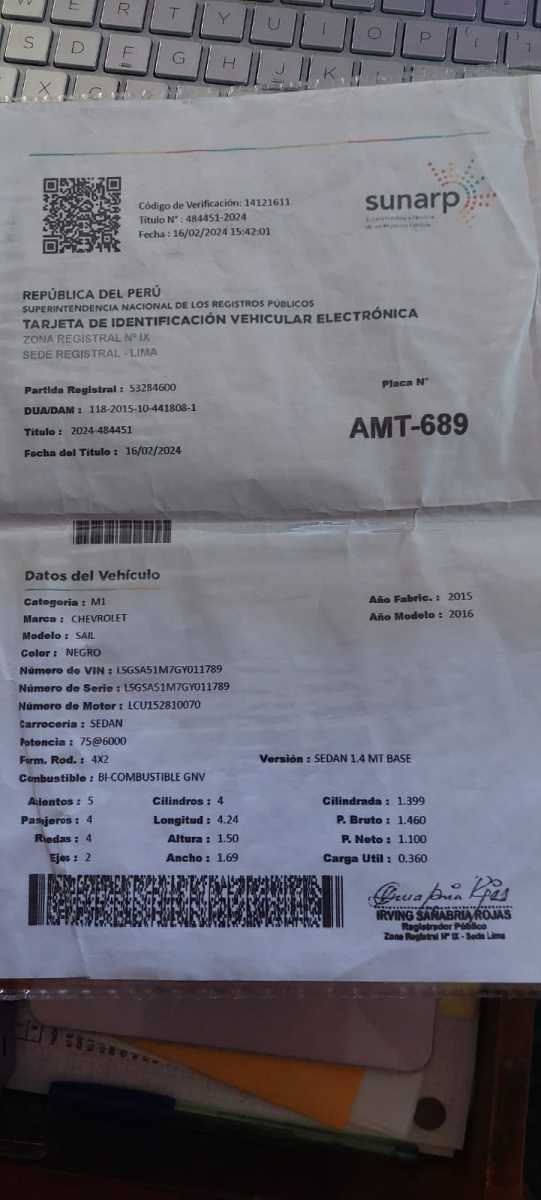 W E R T Y U I O P
S D F G H J K
X C
Código de Verificación: 14121611
Título N° : 484451-2024
Fecha : 16/02/2024 15:42:01
sunarp
REPÚBLICA DEL PERÚ
SUPERINTENDENCIA NACIONAL DE LOS REGISTROS PÚBLICOS
TARJETA DE IDENTIFICACIÓN VEHICULAR ELECTRÓNICA
ZONA REGISTRAL N° IX
SEDE REGISTRAL - LIMA
Partida Registral : 53284600
Placa N°
DUA/DAM : 118-2015-10-441808-1
AMT-689
Título : 2024-484451
Fecha del Título : 16/02/2024
Datos del Vehículo
Categoria : M1
Año Fabric. : 2015
Marca : CHEVROLET
Año Modelo : 2016
Modelo : SAIL
Color : NEGRO
Número de VIN : LSGSA51M7GY011789
Número de Serie : LSGSA51M7GY011789
Número de Motor : LCU152810070
Carrocería : SEDAN
Potencia : 75@6000
Form. Rod. : 4X2 Versión : SEDAN 1.4 MT BASE
Combustible : BI-COMBUSTIBLE GNV
Asientos : 5 Cilindros : 4 Cilindrada : 1.399
Pasajeros : 4 Longitud : 4.24 P. Bruto : 1.460
Ruedas : 4 Altura : 1.50 P. Neto : 1.100
Ejes : 2 Ancho : 1.69 Carga Util : 0.360
IRVING SAÑABRIA ROJAS
Registrador Público
Zona Registral N° IX - Sede Lima